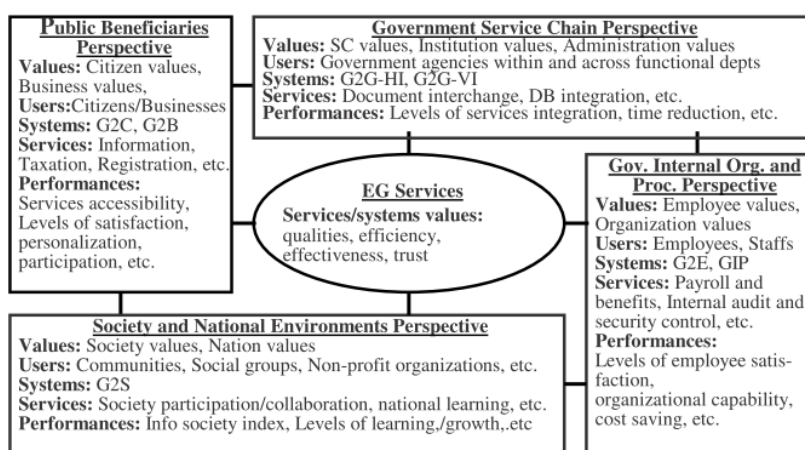 Public Beneficiaries
Perspective
Values: Citizen values,
Business values,
Users:Citizens/Businesses
Systems: G2C, G2B
Services: Information,
Taxation, Registration, etc.
Performances:
Services accessibility,
Levels of satisfaction,
personalization,
participation, etc.
Government Service Chain Perspective
Values: SC values, Institution values, Administration values
Users: Government agencies within and across functional depts
Systems: G2G-HI, G2G-VI
Services: Document interchange, DB integration, etc.
Performances: Levels of services integration, time reduction, etc.
EG Services
Services/systems values:
qualities, efficiency,
effectiveness, trust
Gov. Internal Org. and
Proc. Perspective
Values: Employee values,
Organization values
Users: Employees, Staffs
Systems: G2E, GIP
Services: Payroll and
benefits, Internal audit and
security control, etc.
Performances:
Levels of employee satis-
faction,
organizational capability,
cost saving, etc.
Society and National Environments Perspective
Values: Society values, Nation values
Users: Communities, Social groups, Non-profit organizations, etc.
Systems: G2S
Services: Society participation/collaboration, national learning, etc.
Performances: Info society index, Levels of learning,/growth,.etc